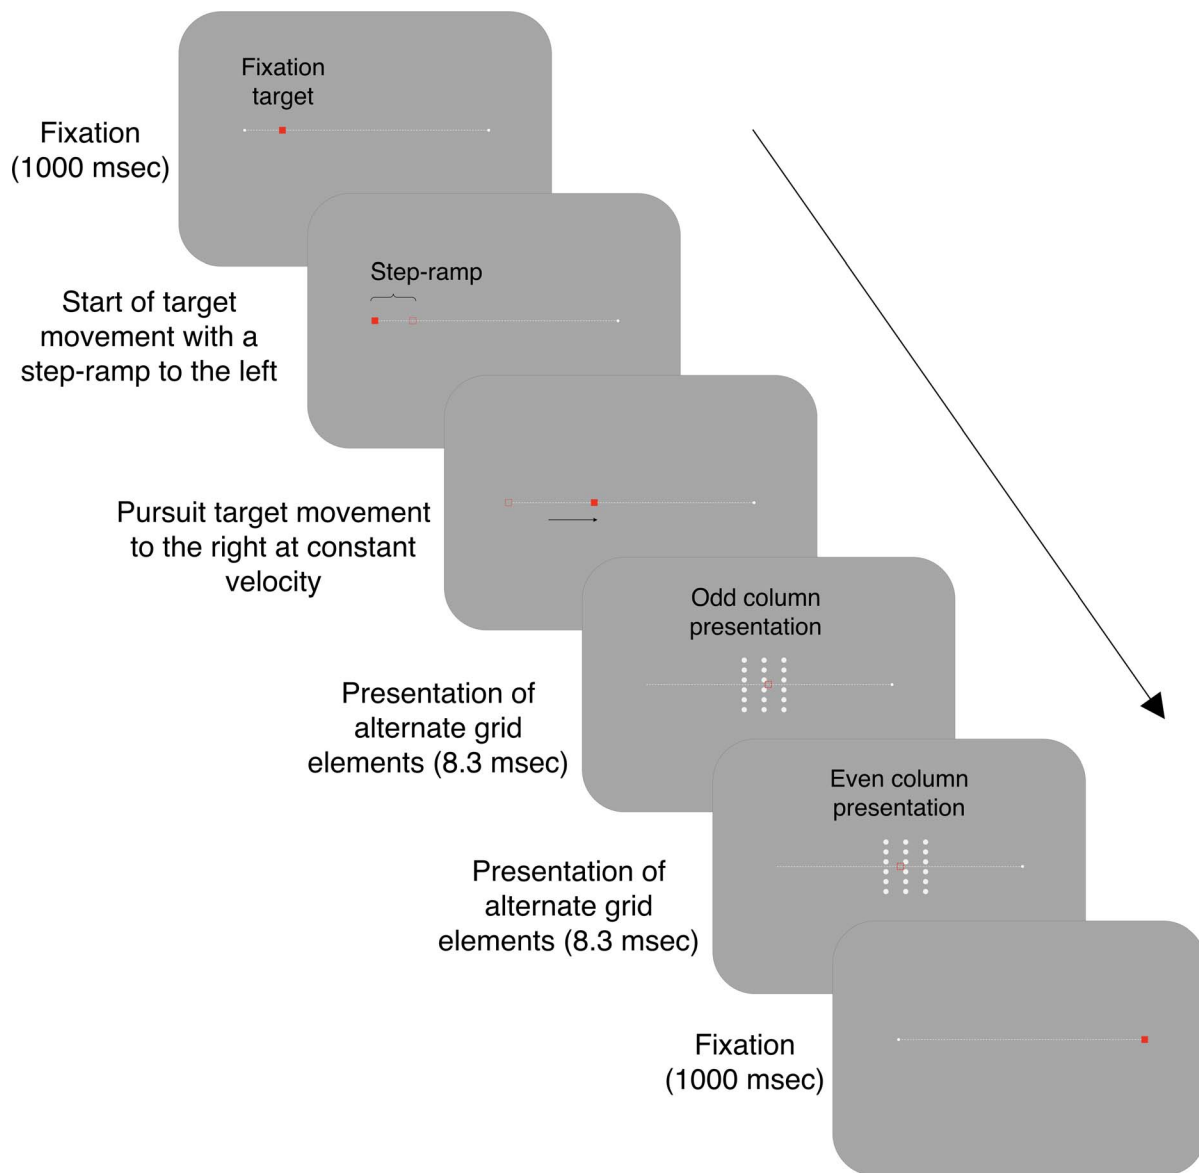 Fixation
target
Fixation
(1000 msec)
Step-ramp
Start of target
movement with a
step-ramp to the left
Pursuit target movement
to the right at constant
velocity
Odd column
presentation
Presentation of
alternate grid
elements (8.3 msec)
Even column
presentation
Presentation of
alternate grid
elements (8.3 msec)
Fixation
(1000 msec)